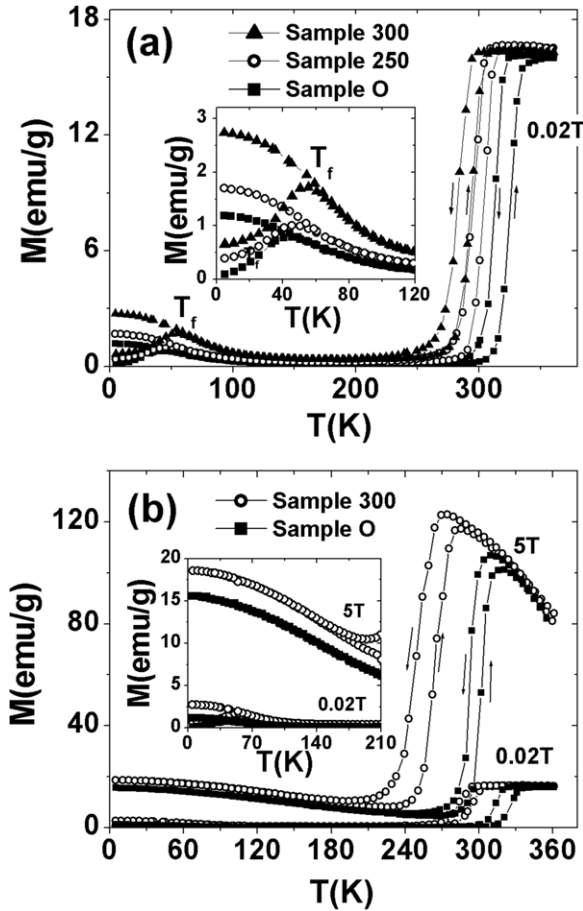 (a)
Sample 300
Sample 250
Sample O
18
12
6
0
M(emu/g)
0.02T
3
2
1
0
M(emu/g)
T_f
T_f
0 40 80 120
T(K)
T_f
0 100 200 300
T(K)
(b)
Sample 300
Sample O
120
80
40
0
M(emu/g)
5T
0.02T
20
15
10
5
0
M(emu/g)
5T
0.02T
0 70 140 210
T(K)
0 60 120 180 240 300 360
T(K)